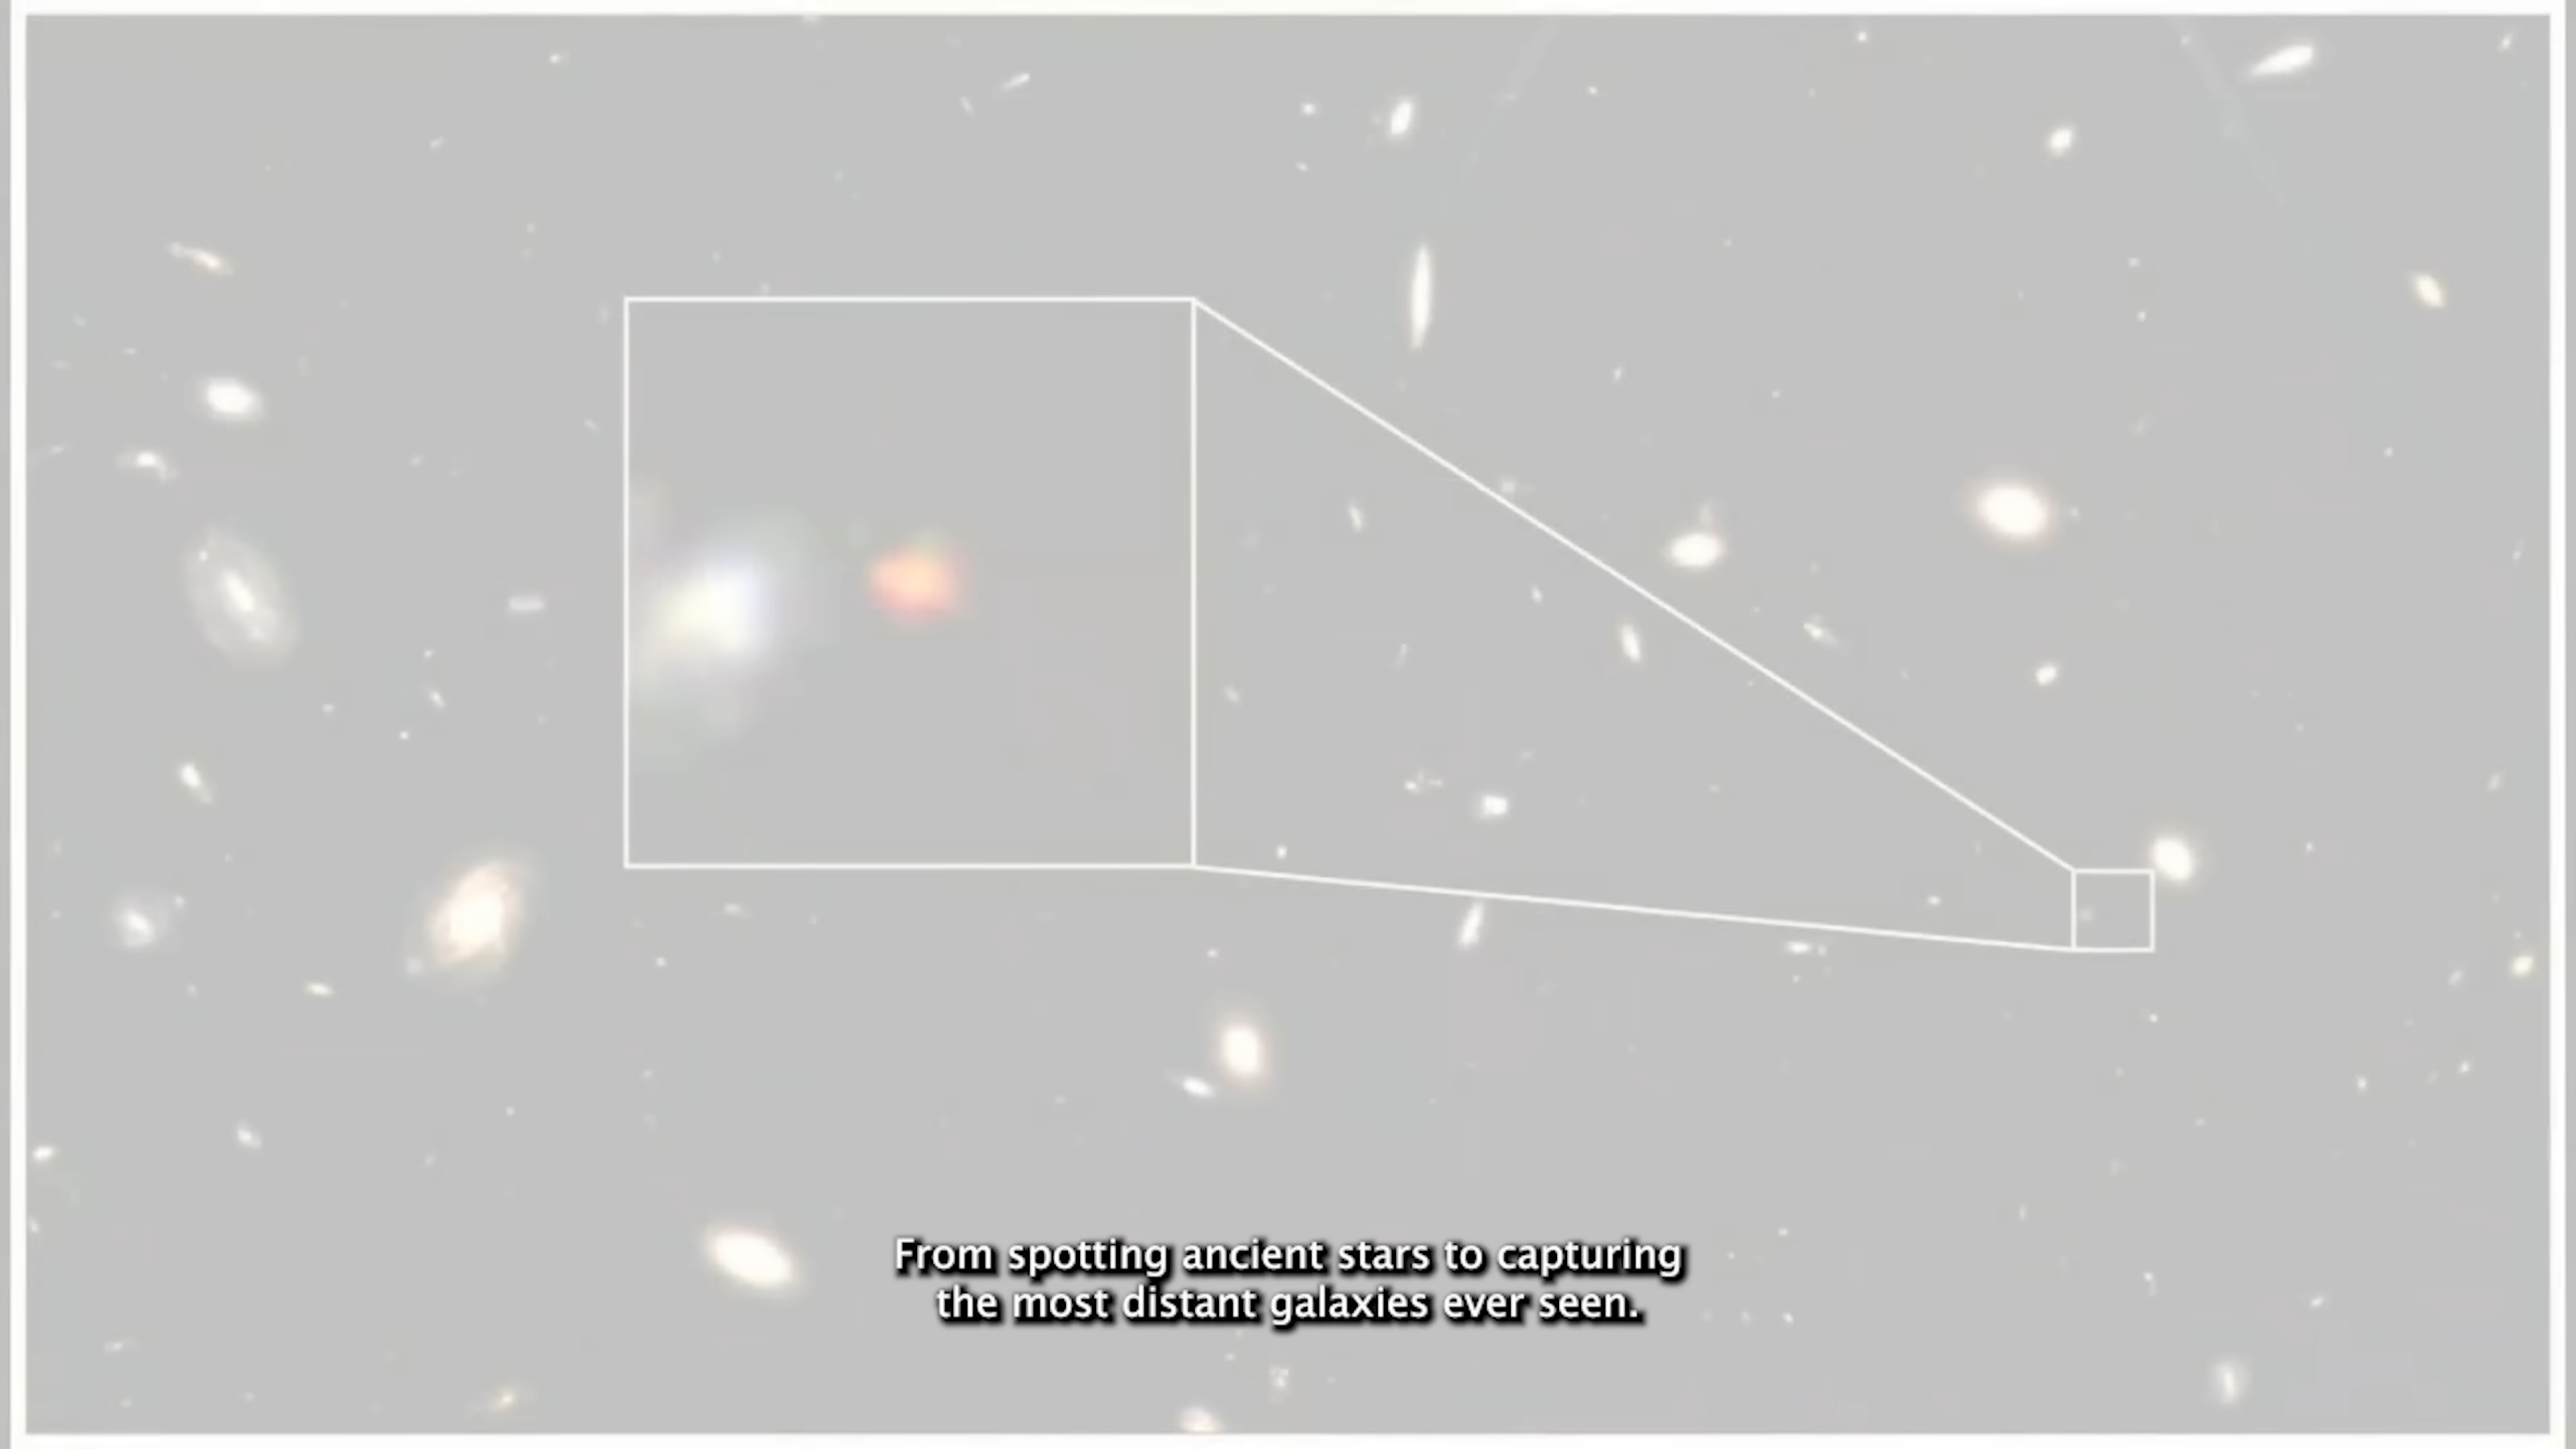 From spotting ancient stars to capturing
the most distant galaxies ever seen.